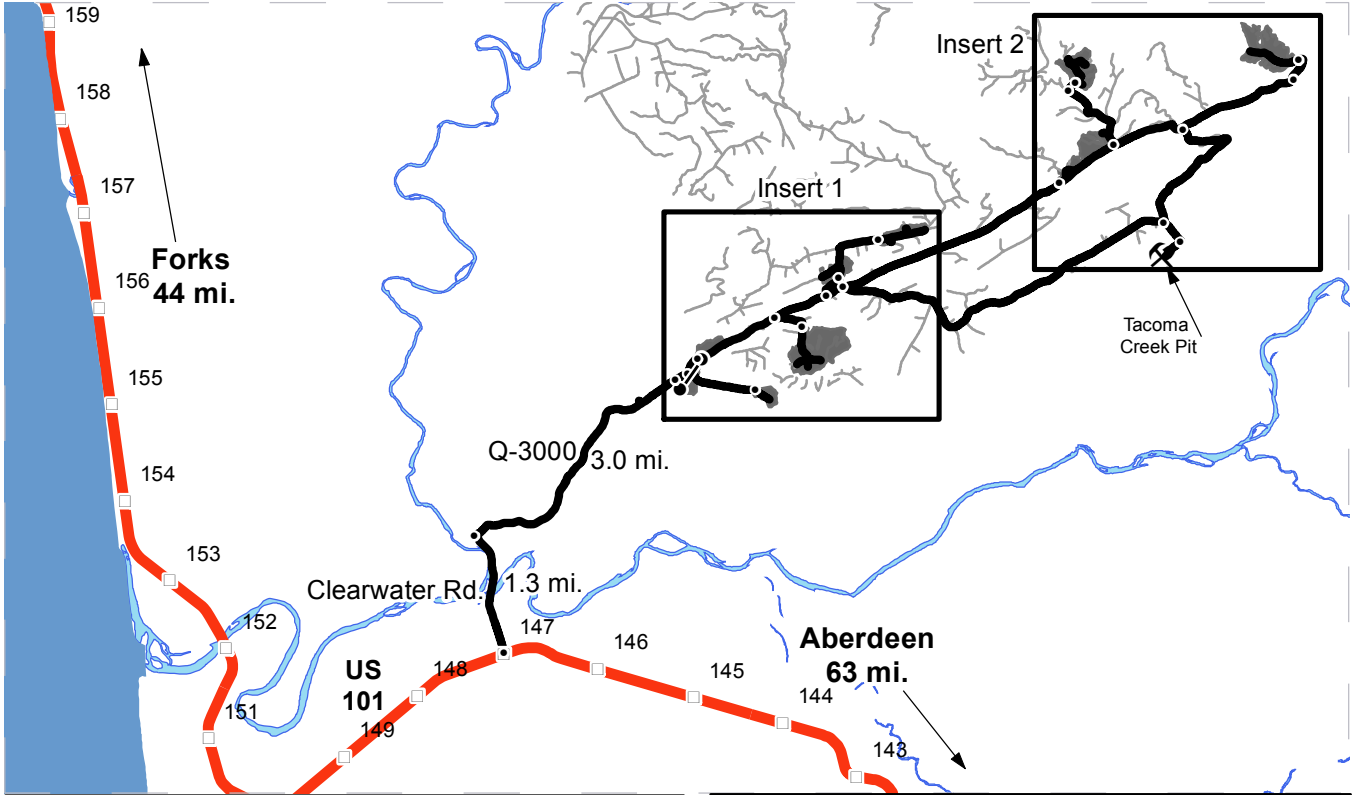 159
Insert 2
158
157
Insert 1
Forks
44 mi.
156
Tacoma
Creek Pit
155
Q-3000
3.0 mi.
154
153
Clearwater Rd.
1.3 mi.
152
147
146
Aberdeen
63 mi.
US
101
148
145
144
151
149
143